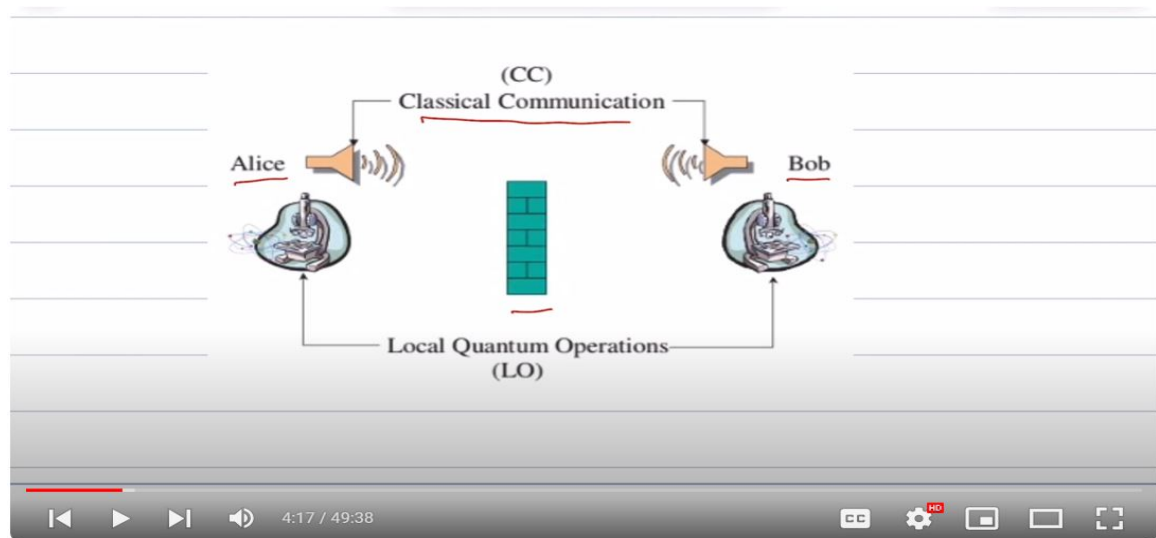 (CC)
Classical Communication
Alice
Bob
Local Quantum Operations
(LO)
4:17 / 49:38
CC
HD